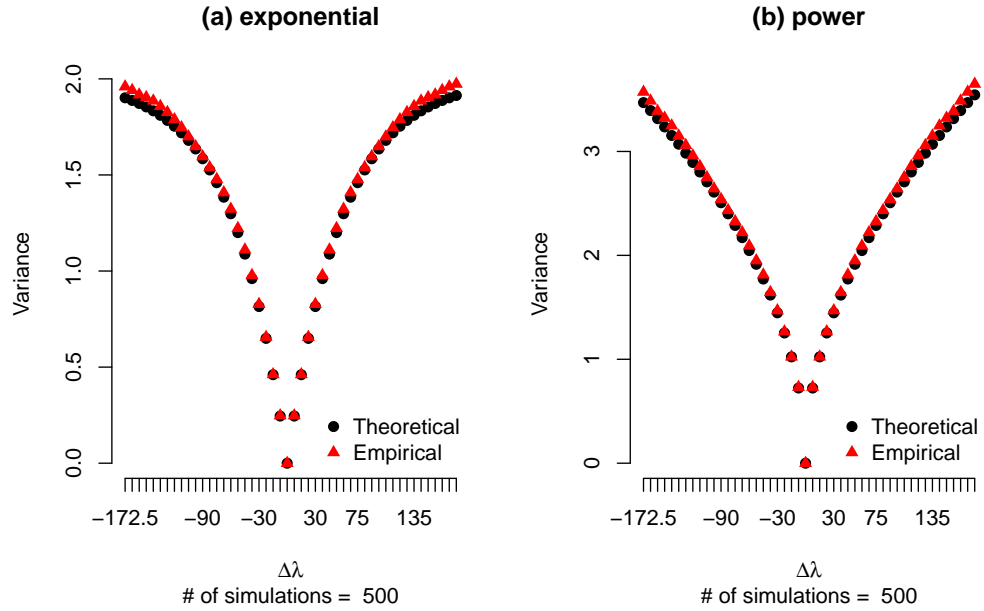 (a) exponential
Variance
2.0
1.5
1.0
0.5
0.0
Theoretical
Empirical
−172.5 −90 −30 30 75 135
Δλ
# of simulations = 500
(b) power
Variance
3
2
1
0
Theoretical
Empirical
−172.5 −90 −30 30 75 135
Δλ
# of simulations = 500